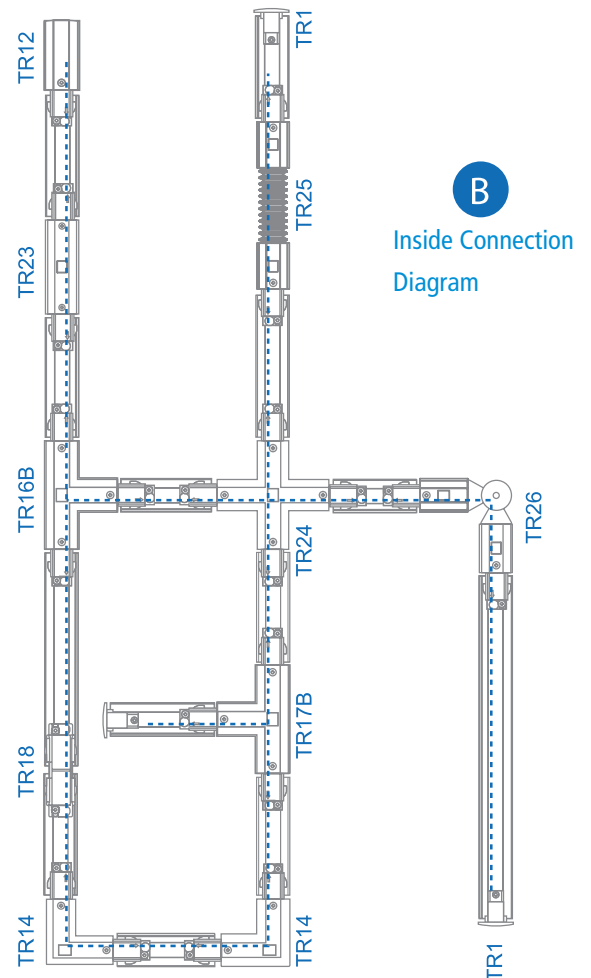 TR12
TR1
TR25
B
Inside Connection
Diagram
TR23
TR16B
TR24
TR26
TR17B
TR18
TR14
TR14
TR1